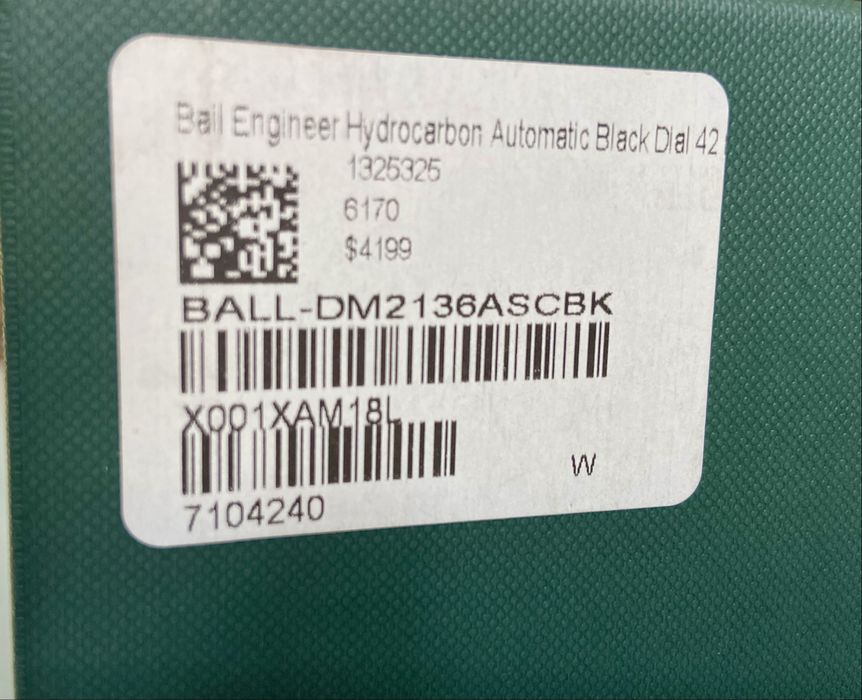 Ball Engineer Hydrocarbon Automatic Black Dial 42
1325325
6170
$4199
BALL-DM2136ASCBK
X001XAM18L
W
7104240